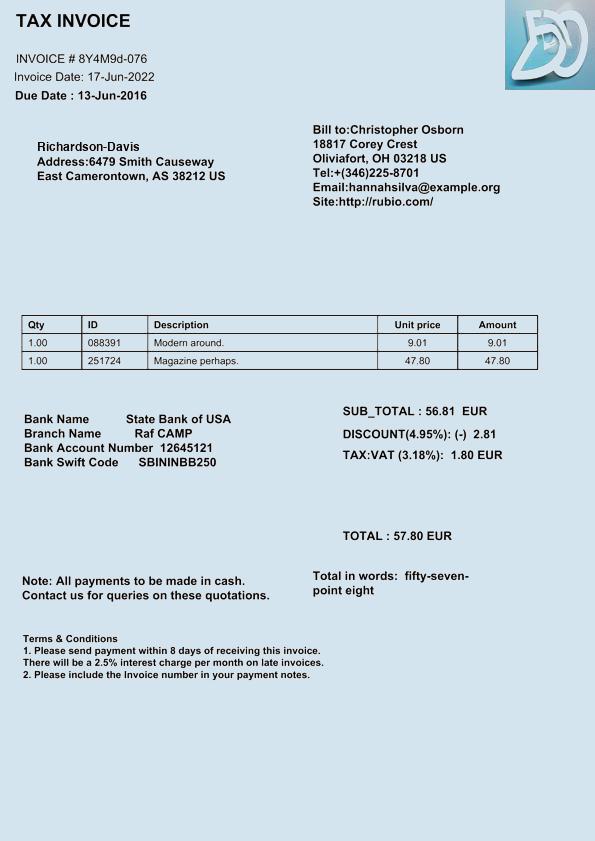 TAX INVOICE
INVOICE # 8Y4M9d-076
Invoice Date: 17-Jun-2022
Due Date : 13-Jun-2016
Richardson-Davis
Address:6479 Smith Causeway
East Camerontown, AS 38212 US
Bill to:Christopher Osborn
18817 Corey Crest
Oliviafort, OH 03218 US
Tel:+(346)225-8701
Email:hannahsilva@example.org
Site:http://rubio.com/
Qty ID Description Unit price Amount
1.00 088391 Modern around. 9.01 9.01
1.00 251724 Magazine perhaps. 47.80 47.80
Bank Name State Bank of USA
Branch Name Raf CAMP
Bank Account Number 12645121
Bank Swift Code SBININBB250
SUB_TOTAL : 56.81 EUR
DISCOUNT(4.95%): (-) 2.81
TAX:VAT (3.18%): 1.80 EUR
TOTAL : 57.80 EUR
Note: All payments to be made in cash.
Contact us for queries on these quotations.
Total in words: fifty-seven-
point eight
Terms & Conditions
1. Please send payment within 8 days of receiving this invoice.
There will be a 2.5% interest charge per month on late invoices.
2. Please include the Invoice number in your payment notes.